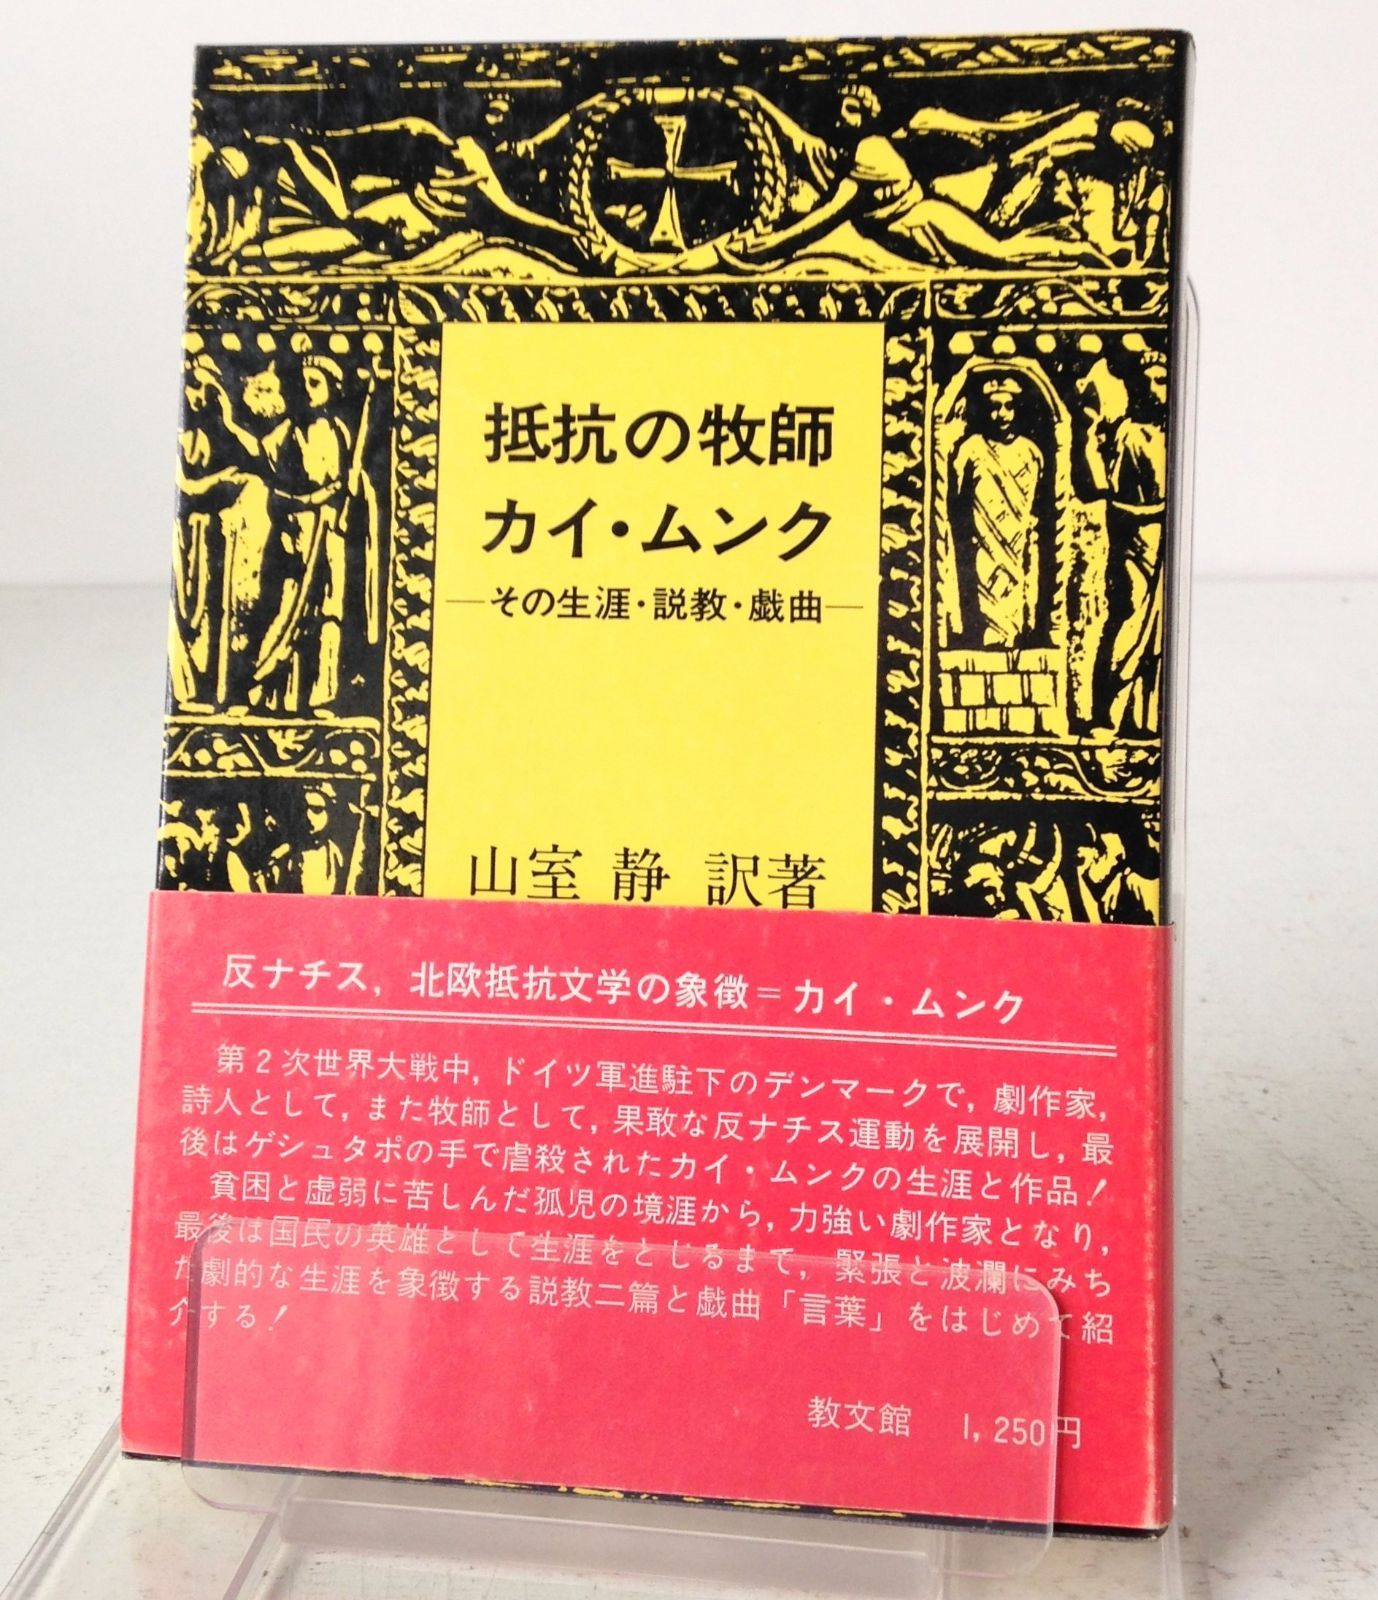 抵抗の牧師
カイ・ムンク
―その生涯・説教・戯曲―
山室 静 訳著
反ナチス，北欧抵抗文学の象徴＝カイ・ムンク
第2次世界大戦中，ドイツ軍進駐下のデンマークで，劇作家，
詩人として，また牧師として，果敢な反ナチス運動を展開し，最
後はゲシュタポの手で虐殺されたカイ・ムンクの生涯と作品！
貧困と虚弱に苦しんだ孤児の境涯から，力強い劇作家となり，
最後は国民の英雄として生涯をとじるまで，緊張と波瀾にみち
た劇的な生涯を象徴する説教二篇と戯曲「言葉」をはじめて紹
介する！
教文館 1,250円